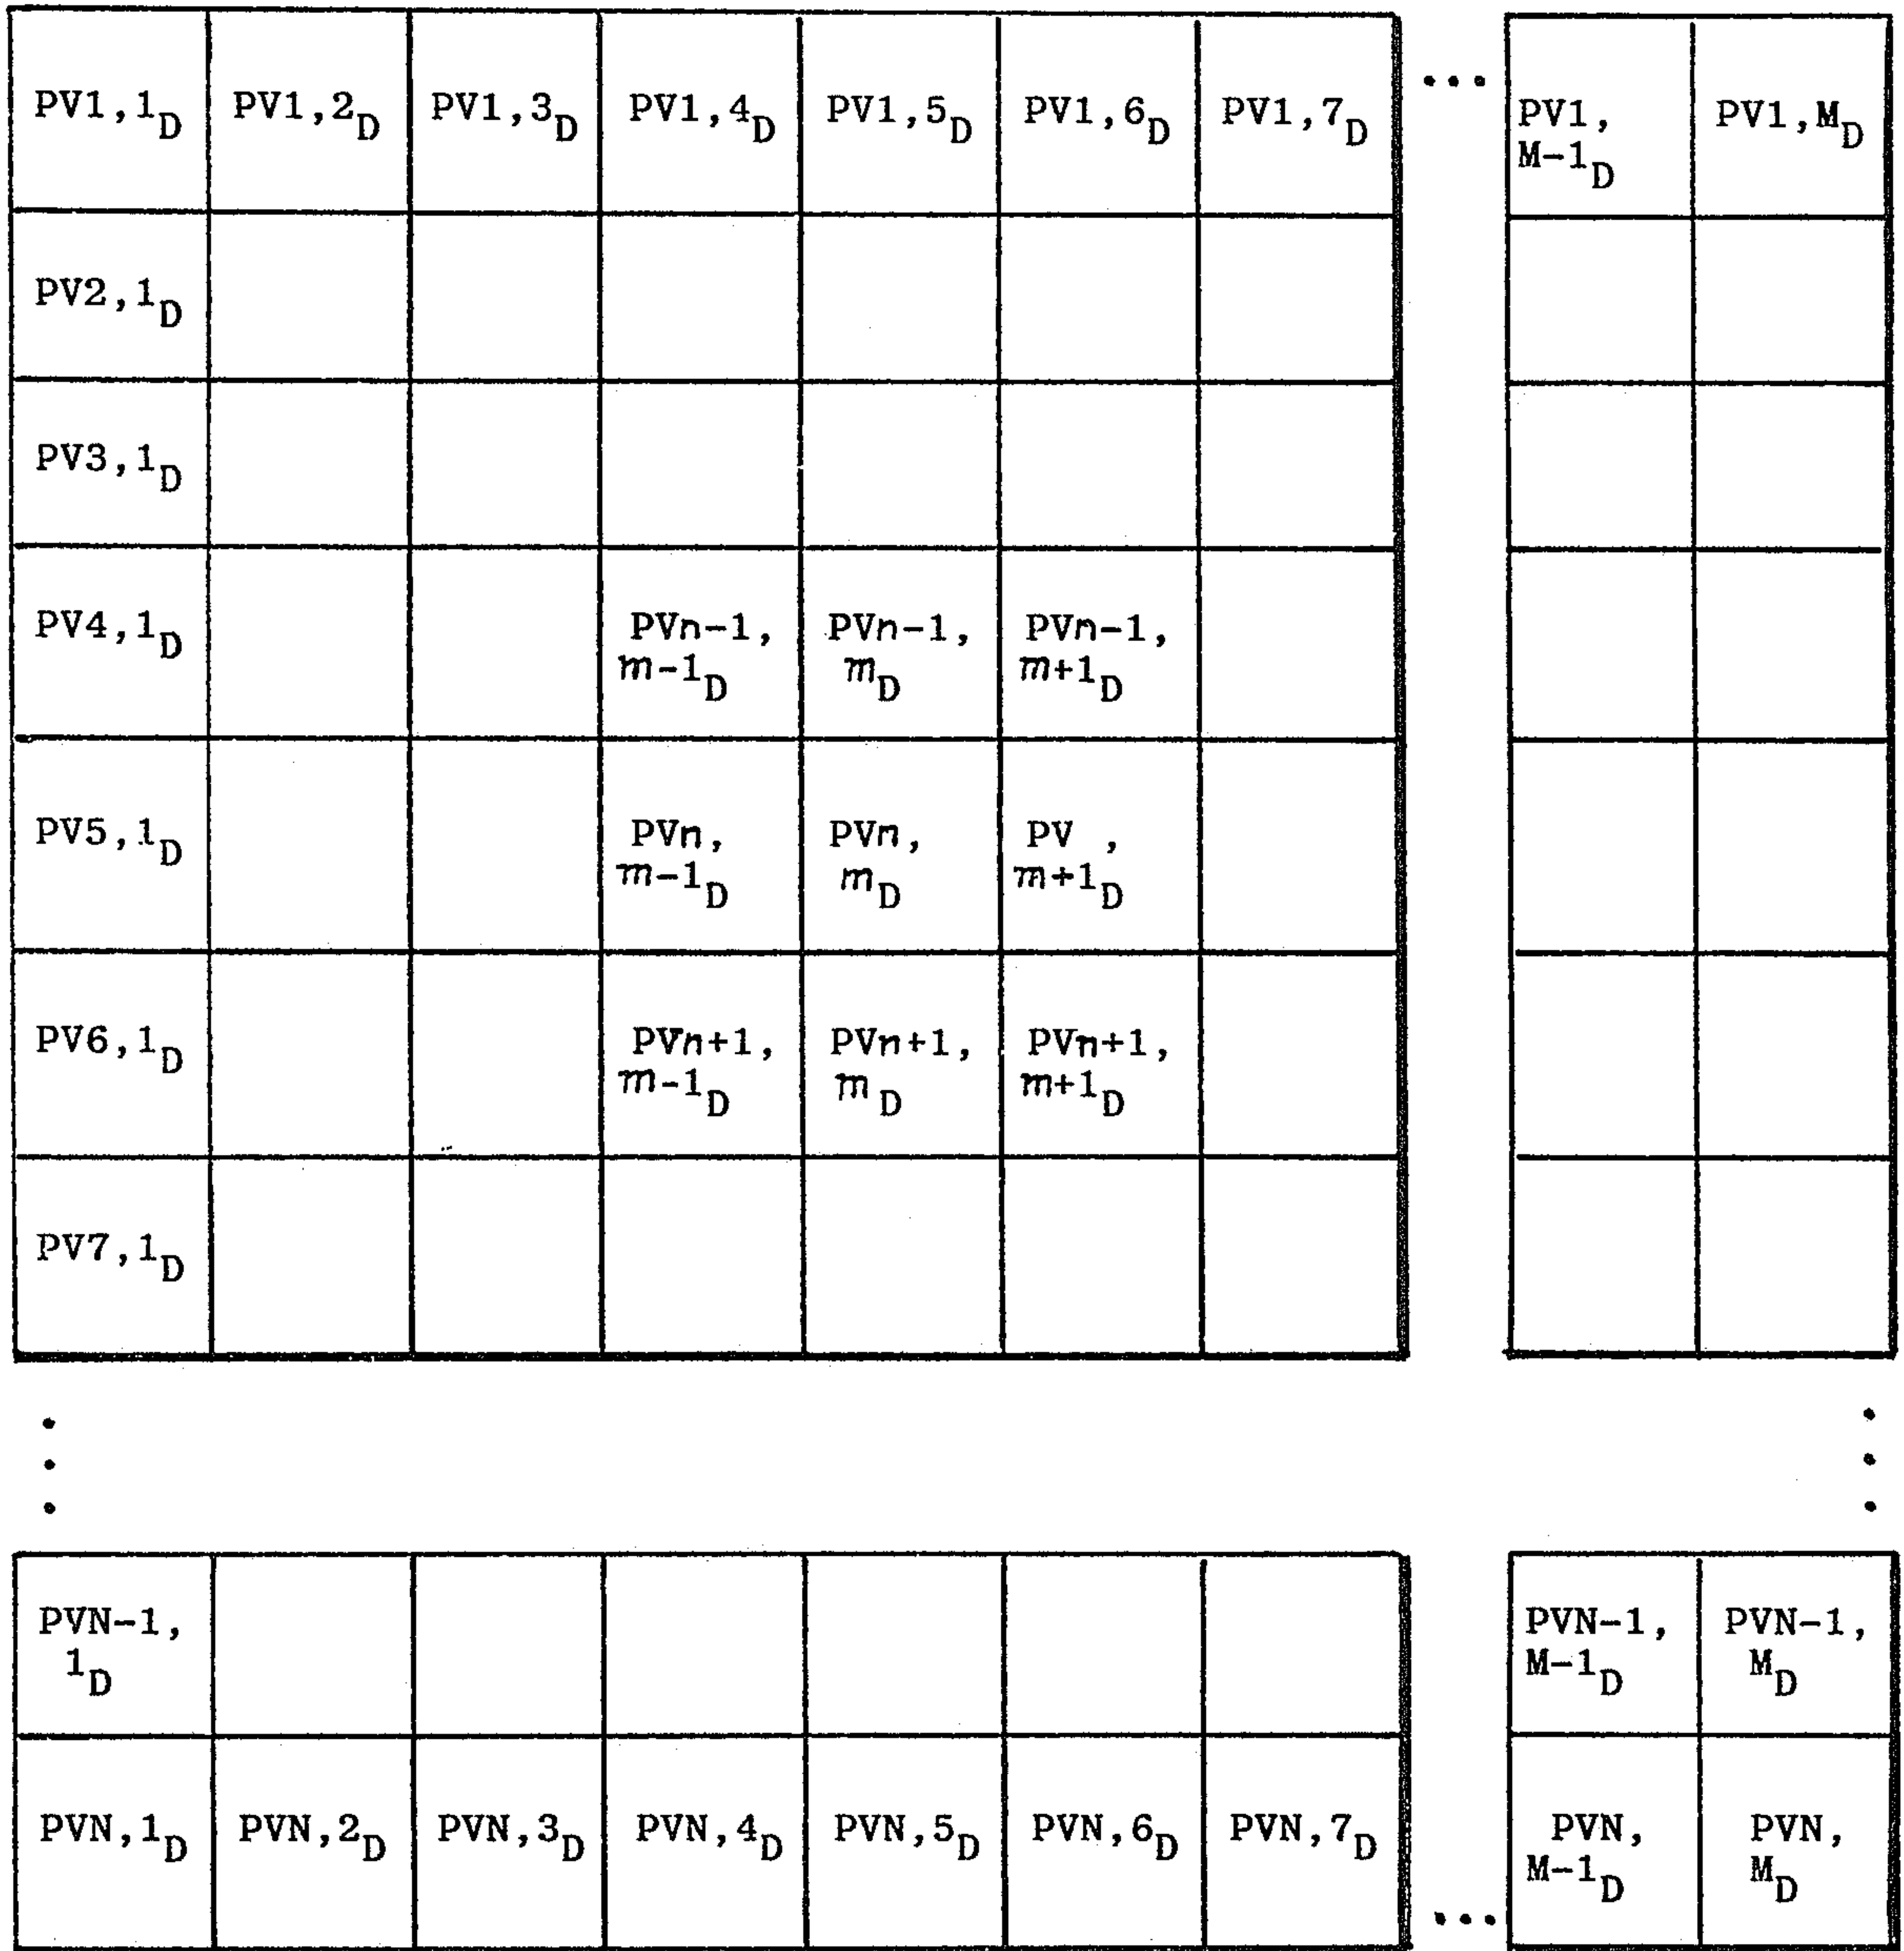 PV1,1D PV1,2D PV1,3D PV1,4D PV1,5D PV1,6D PV1,7D ... PV1, PV1,MD
M-1D
PV2,1D
PV3,1D
PV4,1D PVn-1, PVn-1, PVn-1,
m-1D mD m+1D
PV5,1D PVn, PVn, PV ,
m-1D mD m+1D
PV6,1D PVn+1, PVn+1, PVn+1,
m-1D mD m+1D
PV7,1D
PVN-1, PVN-1, PVN-1,
1D M-1D MD
PVN,1D PVN,2D PVN,3D PVN,4D PVN,5D PVN,6D PVN,7D ... PVN, PVN,
M-1D MD